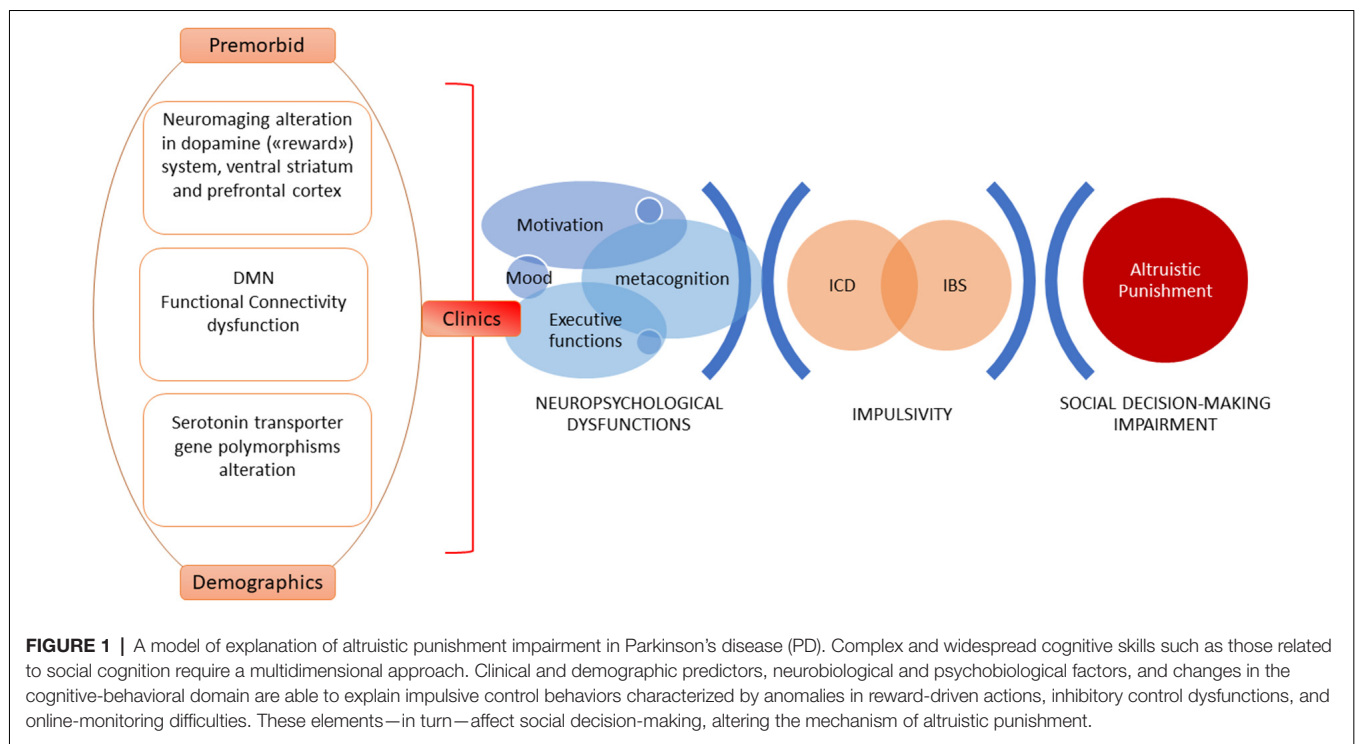 Premorbid
Neuromaging alteration
in dopamine («reward»)
system, ventral striatum
and prefrontal cortex
DMN
Functional Connectivity
dysfunction
Serotonin transporter
gene polymorphisms
alteration
Demographics
Clinics
Motivation
Mood
metacognition
Executive
functions
NEUROPSYCHOLOGICAL
DYSFUNCTIONS
ICD
IBS
IMPULSIVITY
Altruistic
Punishment
SOCIAL DECISION-MAKING
IMPAIRMENT
FIGURE 1 | A model of explanation of altruistic punishment impairment in Parkinson’s disease (PD). Complex and widespread cognitive skills such as those related
to social cognition require a multidimensional approach. Clinical and demographic predictors, neurobiological and psychobiological factors, and changes in the
cognitive-behavioral domain are able to explain impulsive control behaviors characterized by anomalies in reward-driven actions, inhibitory control dysfunctions, and
online-monitoring difficulties. These elements—in turn—affect social decision-making, altering the mechanism of altruistic punishment.